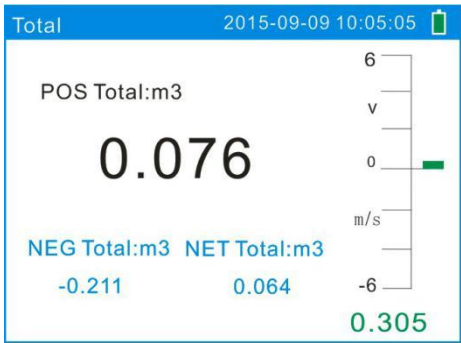 Total 2015-09-09 10:05:05
6
POS Total:m3
v
0.076
0
m/s
NEG Total:m3 NET Total:m3
-0.211 0.064 -6
0.305